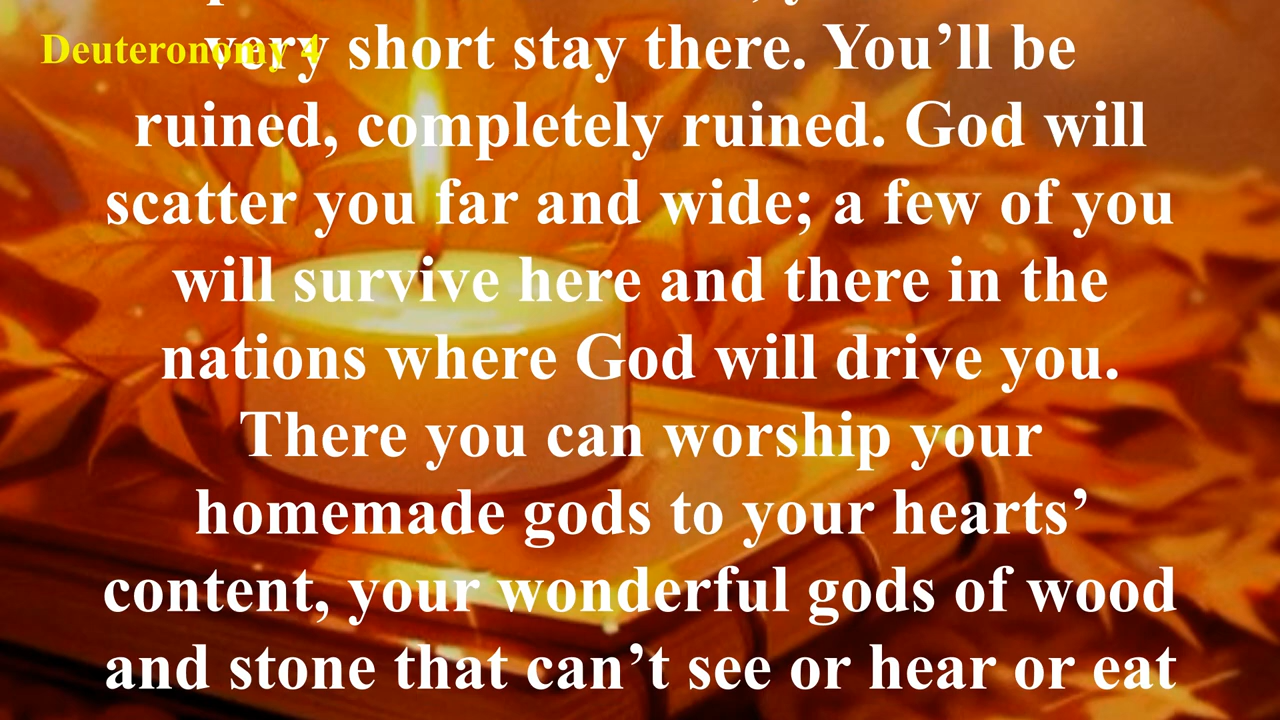 Deuteronomy 4
very short stay there. You’ll be
ruined, completely ruined. God will
scatter you far and wide; a few of you
will survive here and there in the
nations where God will drive you.
There you can worship your
homemade gods to your hearts’
content, your wonderful gods of wood
and stone that can’t see or hear or eat